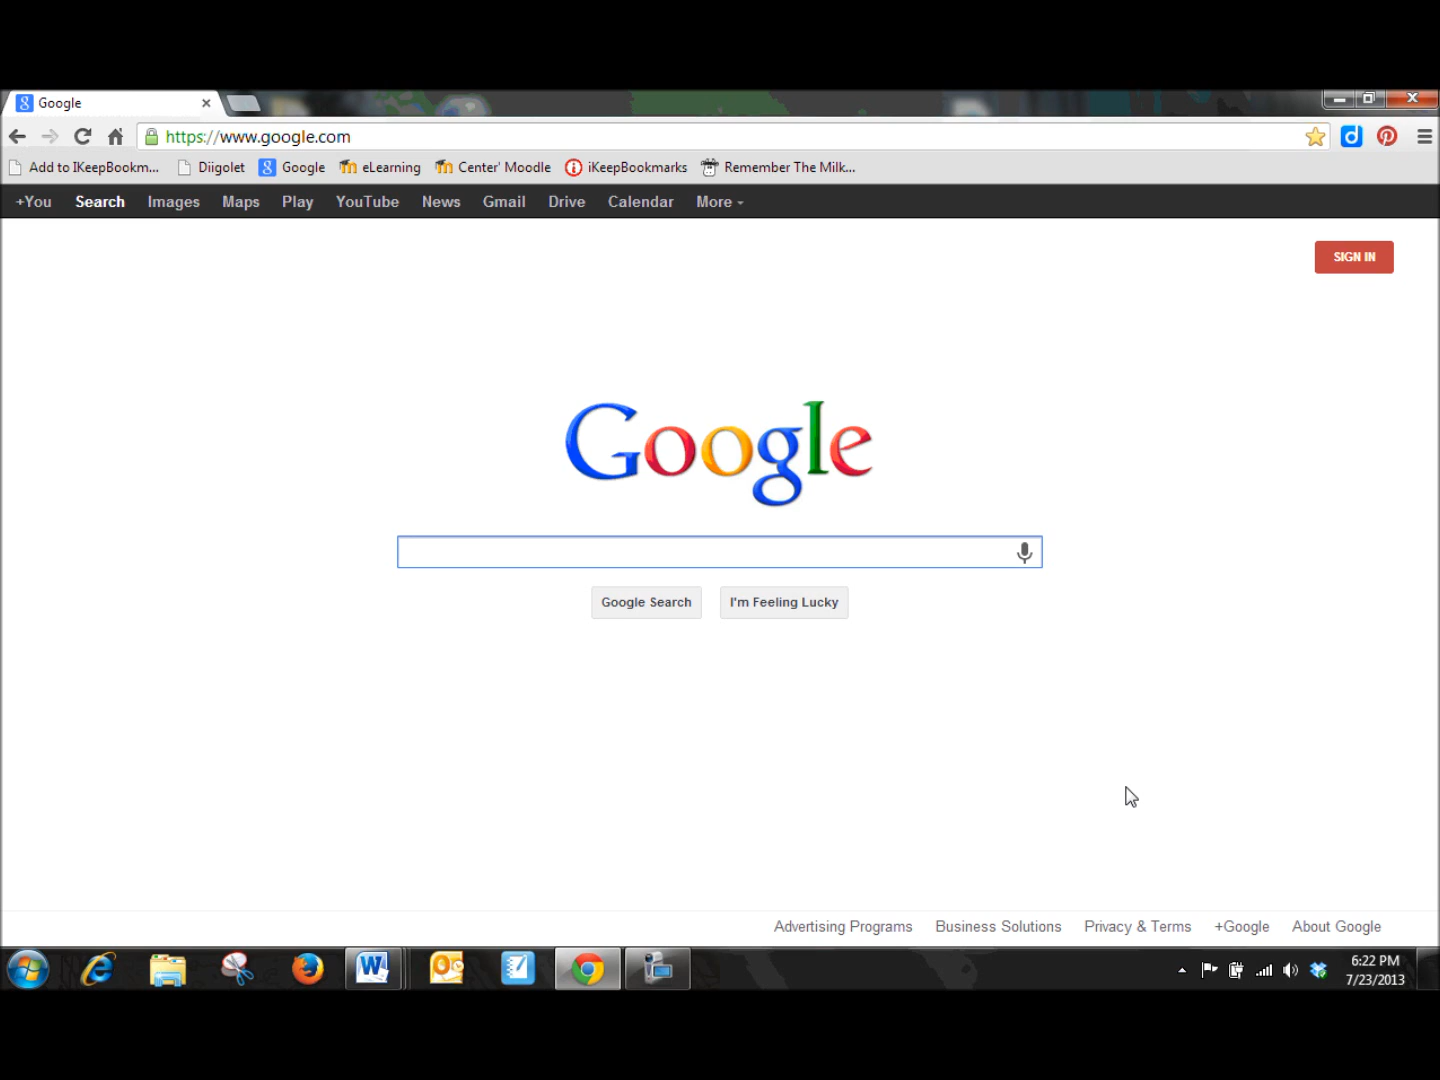 Google
https://www.google.com
Add to IKeepBookm... Diigolet Google eLearning Center' Moodle iKeepBookmarks Remember The Milk...
+You Search Images Maps Play YouTube News Gmail Drive Calendar More
SIGN IN
Google
Google Search I'm Feeling Lucky
Advertising Programs Business Solutions Privacy & Terms +Google About Google
6:22 PM
7/23/2013